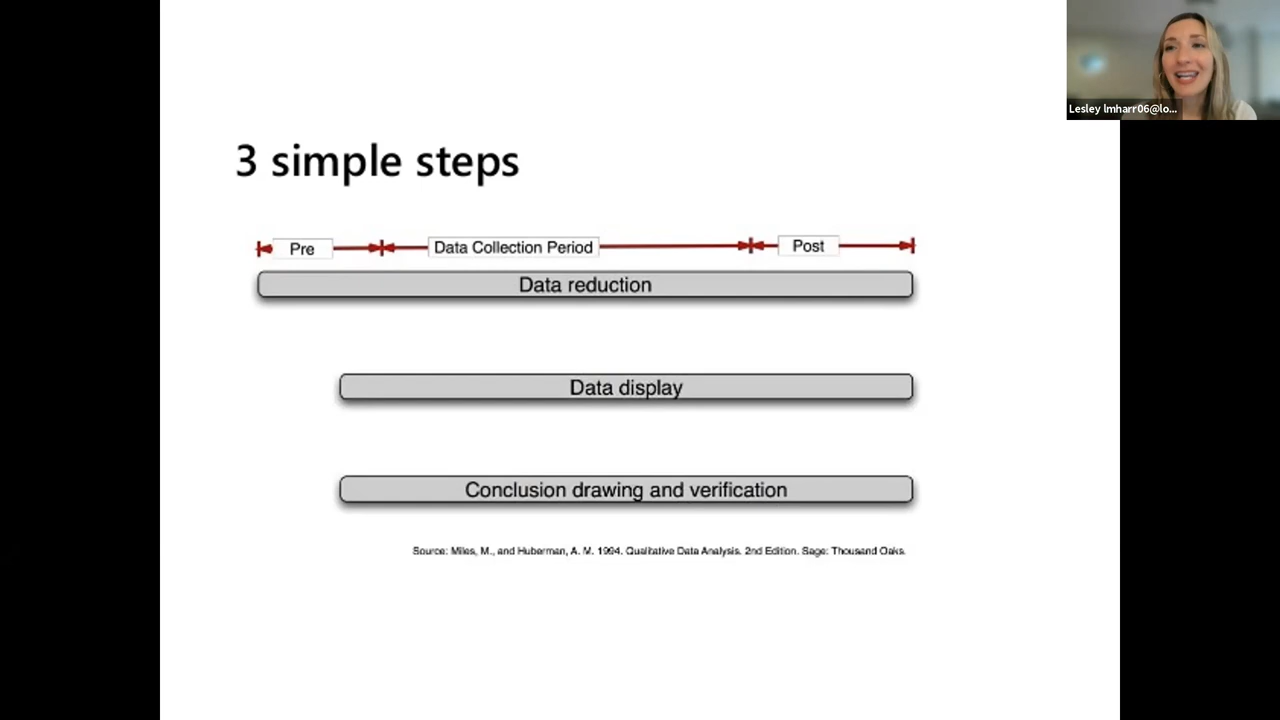 Lesley lmharr06@lo...
3 simple steps
Pre
Data Collection Period
Post
Data reduction
Data display
Conclusion drawing and verification
Source: Miles, M., and Huberman, A. M. 1994. Qualitative Data Analysis. 2nd Edition. Sage: Thousand Oaks.